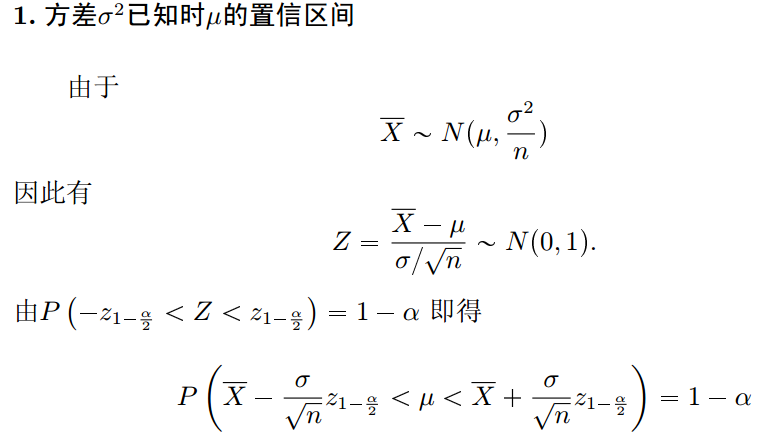 1. 方差σ²已知时μ的置信区间
由于
$\overline{X} \sim N(\mu, \frac{\sigma^2}{n})$
因此有
$Z = \frac{\overline{X} - \mu}{\sigma/\sqrt{n}} \sim N(0, 1).$
由$P\left(-z_{1-\frac{\alpha}{2}} < Z < z_{1-\frac{\alpha}{2}}\right) = 1 - \alpha$ 即得
$P\left(\overline{X} - \frac{\sigma}{\sqrt{n}} z_{1-\frac{\alpha}{2}} < \mu < \overline{X} + \frac{\sigma}{\sqrt{n}} z_{1-\frac{\alpha}{2}}\right) = 1 - \alpha$